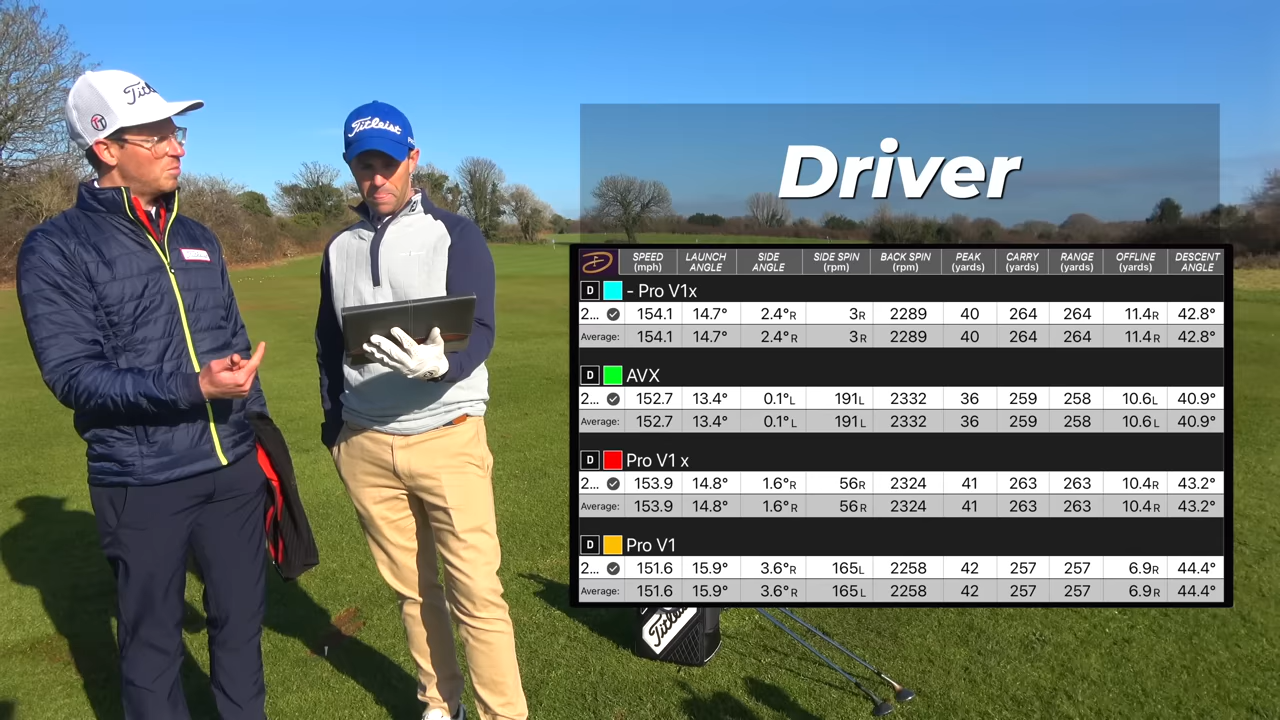 Titleist
Titleist
Driver
SPEED (mph) LAUNCH ANGLE SIDE ANGLE SIDE SPIN (rpm) BACK SPIN (rpm) PEAK (yards) CARRY (yards) RANGE (yards) OFFLINE (yards) DESCENT ANGLE
D - Pro V1x
2... 154.1 14.7° 2.4°R 3R 2289 40 264 264 11.4R 42.8°
Average: 154.1 14.7° 2.4°R 3R 2289 40 264 264 11.4R 42.8°
D AVX
2... 152.7 13.4° 0.1°L 191L 2332 36 259 258 10.6L 40.9°
Average: 152.7 13.4° 0.1°L 191L 2332 36 259 258 10.6L 40.9°
D Pro V1 x
2... 153.9 14.8° 1.6°R 56R 2324 41 263 263 10.4R 43.2°
Average: 153.9 14.8° 1.6°R 56R 2324 41 263 263 10.4R 43.2°
D Pro V1
2... 151.6 15.9° 3.6°R 165L 2258 42 257 257 6.9R 44.4°
Average: 151.6 15.9° 3.6°R 165L 2258 42 257 257 6.9R 44.4°
Titleist